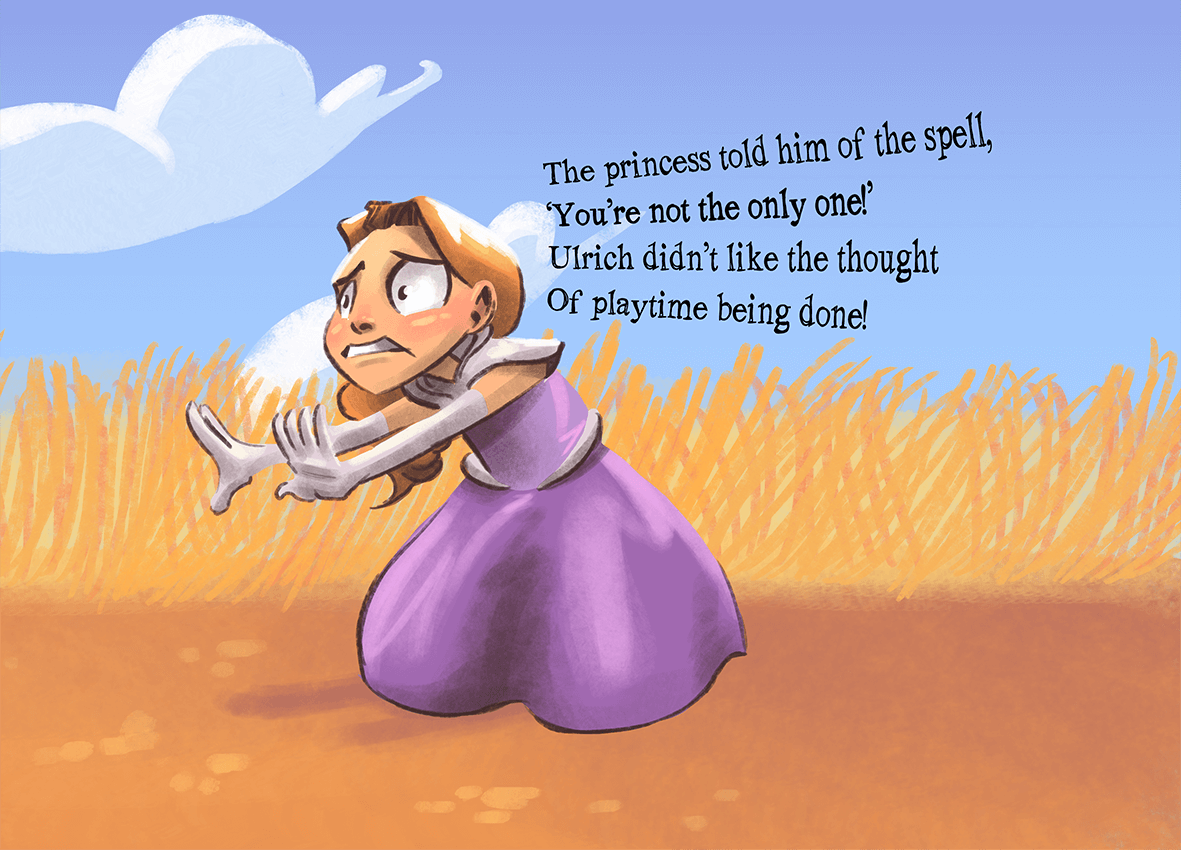 The princess told him of the spell,
‘You’re not the only one!’
Ulrich didn’t like the thought
Of playtime being done!